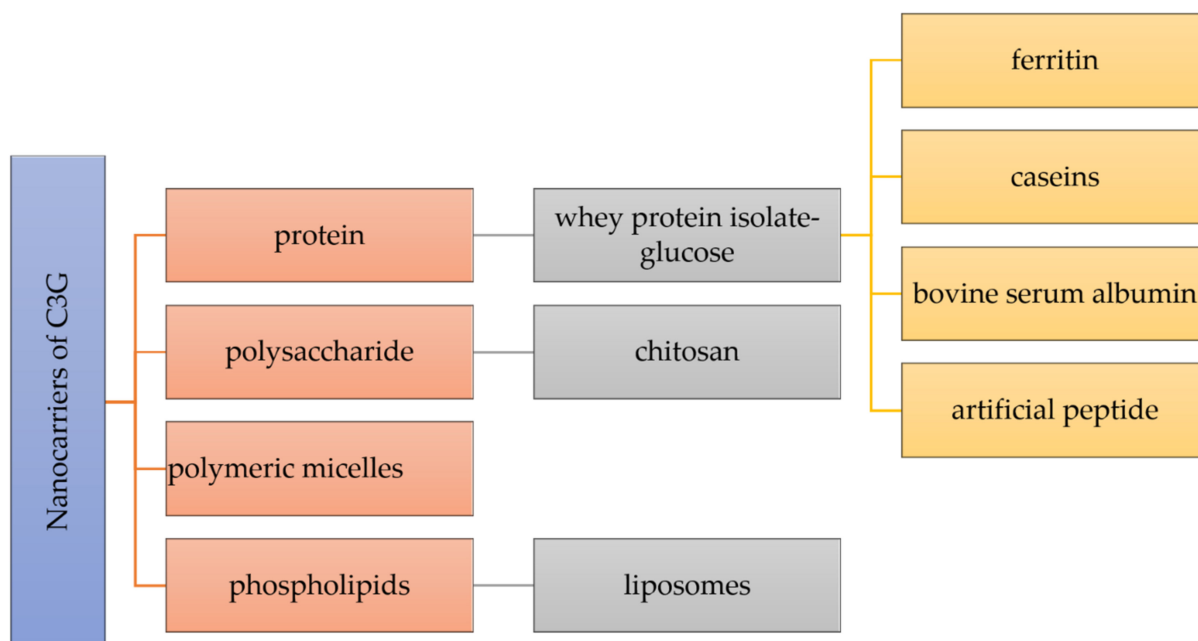 Nanocarriers of C3G
protein
polysaccharide
polymeric micelles
phospholipids
whey protein isolate-
glucose
chitosan
liposomes
ferritin
caseins
bovine serum albumin
artificial peptide